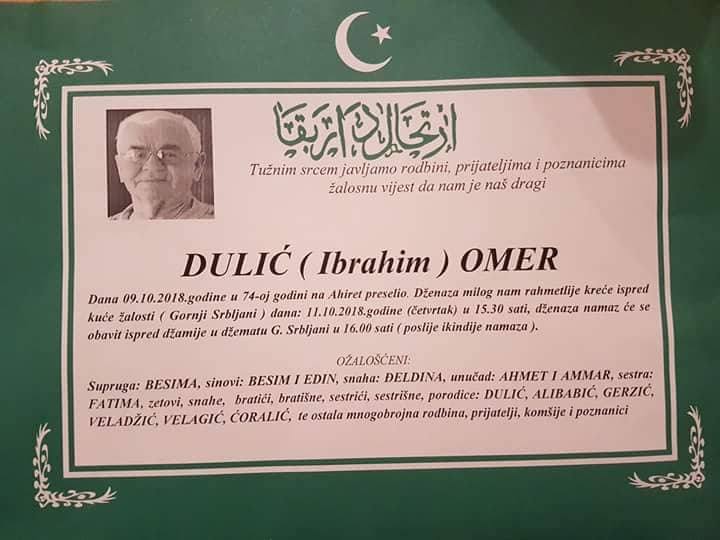 ارتحال دار بقا
Tužnim srcem javljamo rodbini, prijateljima i poznanicima
žalosnu vijest da nam je naš dragi
DULIĆ ( Ibrahim ) OMER
Dana 09.10.2018.godine u 74-oj godini na Ahiret preselio. Dženaza milog nam rahmetlije kreće ispred
kuće žalosti ( Gornji Srbljani ) dana: 11.10.2018.godine (četvrtak) u 15.30 sati, dženaza namaz će se
obavit ispred džamije u džematu G. Srbljani u 16.00 sati ( poslije ikindije namaza ).
OŽALOŠĆENI:
Supruga: BESIMA, sinovi: BESIM I EDIN, snaha: ĐELDINA, unučad: AHMET I AMMAR, sestra:
FATIMA, zetovi, snahe, bratići, bratišne, sestrići, sestrišne, porodice: DULIĆ, ALIBABIĆ, GERZIĆ,
VELADŽIĆ, VELAGIĆ, ĆORALIĆ, te ostala mnogobrojna rodbina, prijatelji, komšije i poznanici